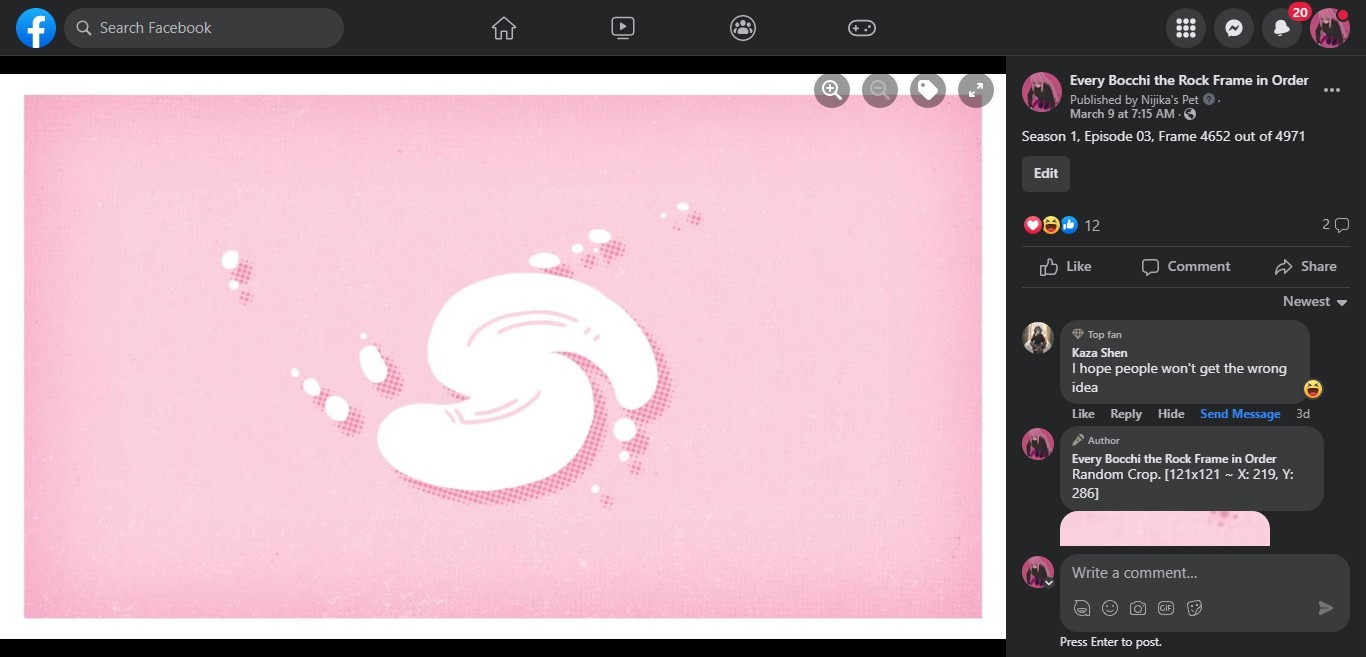 Search Facebook
20
Every Bocchi the Rock Frame in Order
Published by Nijika's Pet ·
March 9 at 7:15 AM ·
Season 1, Episode 03, Frame 4652 out of 4971
Edit
12
2
Like Comment Share
Newest
Top fan
Kaza Shen
I hope people won't get the wrong
idea
Like Reply Hide Send Message 3d
Author
Every Bocchi the Rock Frame in Order
Random Crop. [121x121 ~ X: 219, Y:
286]
Write a comment...
GIF
Press Enter to post.